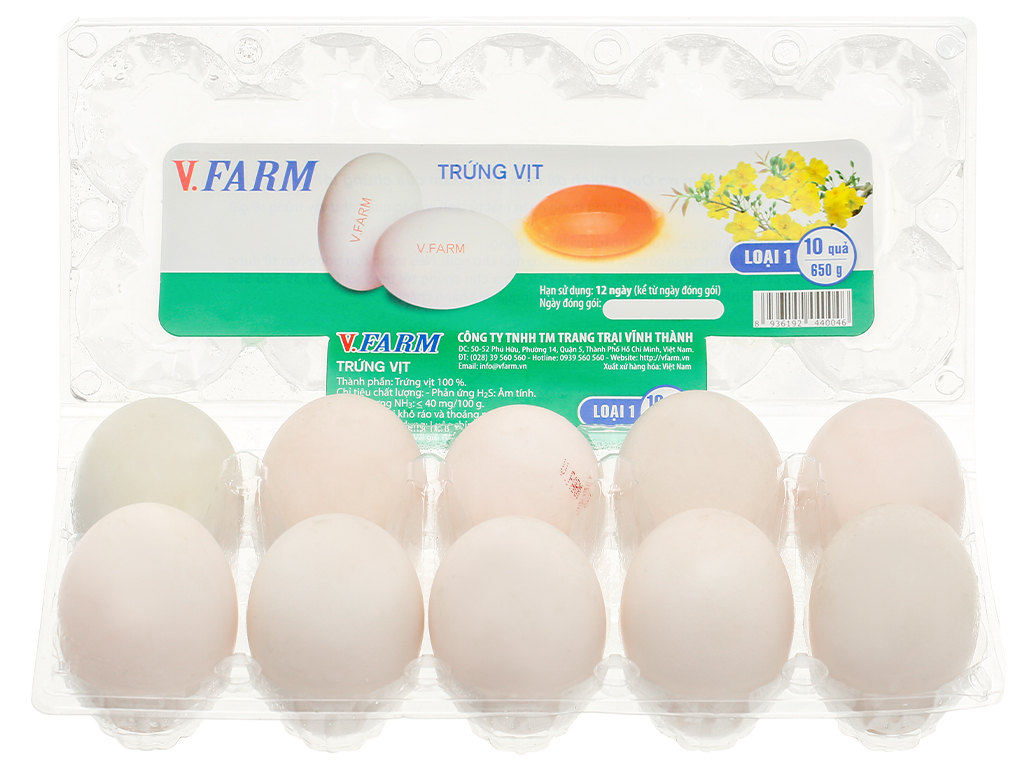 V.FARM
TRỨNG VỊT
V.FARM
V.FARM
LOẠI 1
10 quả
650 g
Hạn sử dụng: 12 ngày (kể từ ngày đóng gói)
Ngày đóng gói:
8 936192 440046
V.FARM
TRỨNG VỊT
CÔNG TY TNHH TM TRANG TRẠI VĨNH THÀNH
ĐC: 50-52 Phú Hữu, Phường 14, Quận 5, Thành Phố Hồ Chí Minh, Việt Nam.
ĐT: (028) 39 560 560 - Hotline: 0939 560 560 - Website: http://vfarm.vn
Email: info@vfarm.vn
Xuất xứ hàng hóa: Việt Nam
Thành phần: Trứng vịt 100 %.
Chỉ tiêu chất lượng: - Phản ứng H₂S: Âm tính.
NH₃: ≤ 40 mg/100 g.
khô ráo và thoáng
LOẠI 1